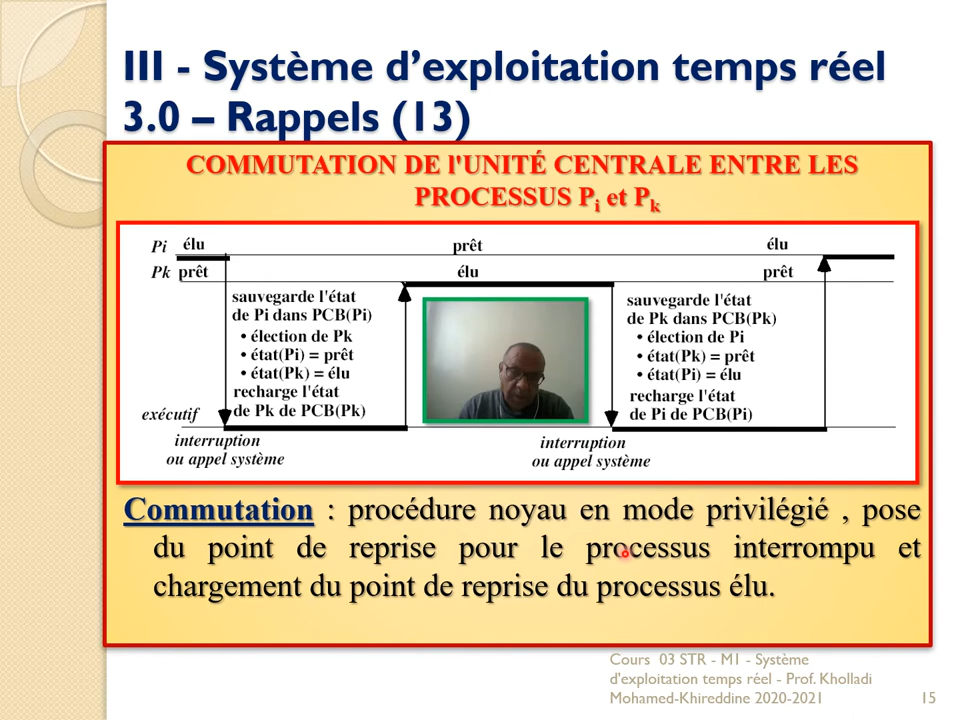 III - Système d'exploitation temps réel
3.0 – Rappels (13)
COMMUTATION DE l'UNITÉ CENTRALE ENTRE LES
PROCESSUS Pi et Pk
Pi élu prêt élu
Pk prêt élu prêt
sauvegarde l'état
de Pi dans PCB(Pi)
• élection de Pk
• état(Pi) = prêt
• état(Pk) = élu
recharge l'état
de Pk de PCB(Pk)
sauvegarde l'état
de Pk dans PCB(Pk)
• élection de Pi
• état(Pk) = prêt
• état(Pi) = élu
recharge l'état
de Pi de PCB(Pi)
exécutif
interruption
ou appel système
interruption
ou appel système
Commutation : procédure noyau en mode privilégié , pose
du point de reprise pour le processus interrompu et
chargement du point de reprise du processus élu.
Cours 03 STR - M1 - Système
d'exploitation temps réel - Prof. Kholladi
Mohamed-Khireddine 2020-2021
15